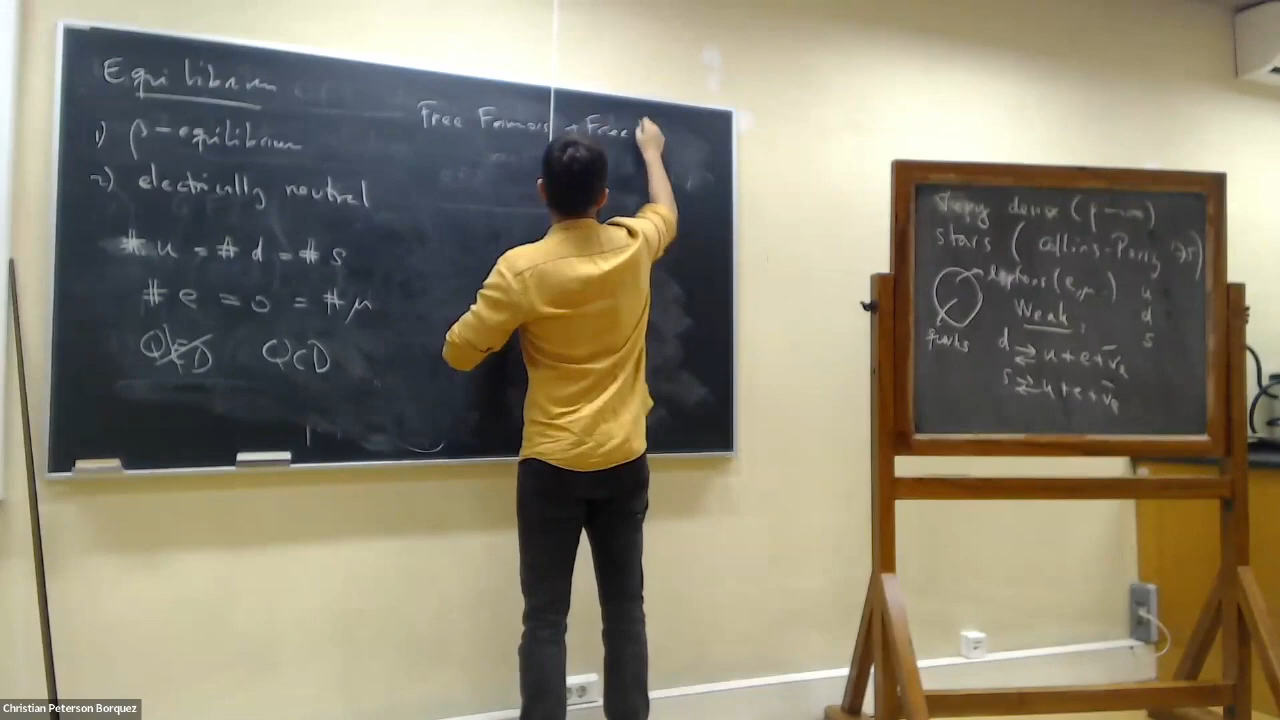 Equilibrium
1) β-equilibrium
2) electrically neutral
# u = # d = # s
# e = 0 = # μ
QED QCD
Free Fermions + Free
Very dense (
stars (Collins-Perry '75)
leptons (e, μ )
quarks
Weak
u
d
s
d ⇄ u + e + ν̄e
s ⇄ u + e + ν̄e
Christian Peterson Borquez